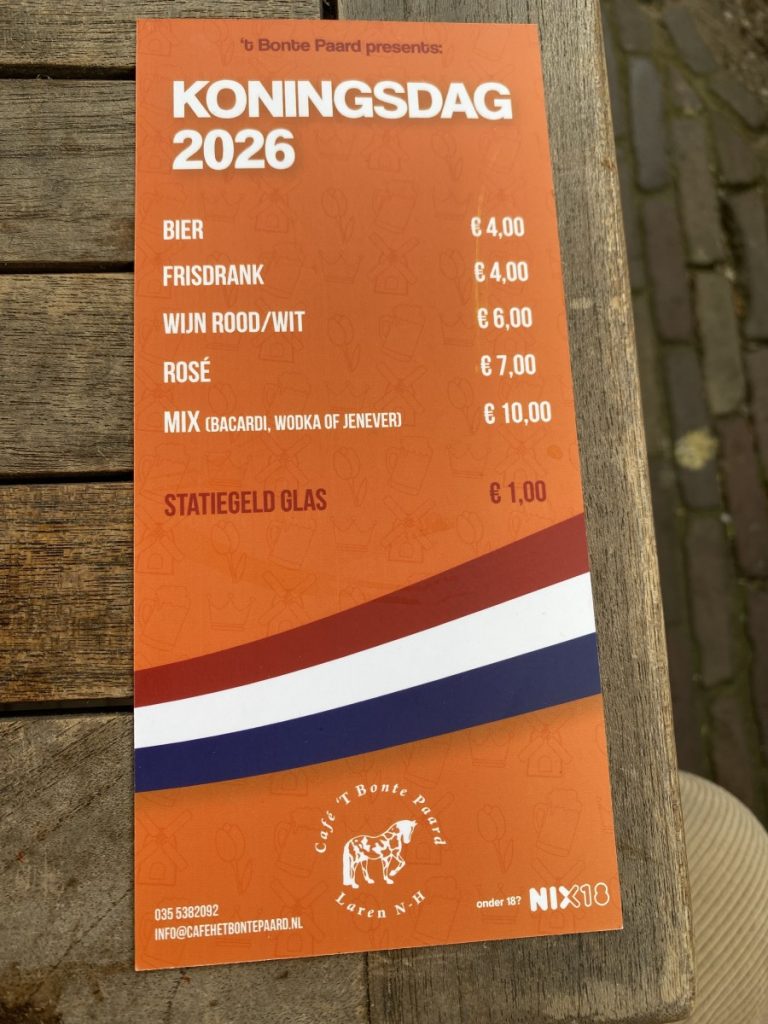 't Bonte Paard presents:
KONINGSDAG
2026
BIER € 4,00
FRISDRANK € 4,00
WIJN ROOD/WIT € 6,00
ROSÉ € 7,00
MIX (BACARDI, WODKA OF JENEVER) € 10,00
STATIEGELD GLAS € 1,00
Café 'T Bonte Paard
Laren N-H
035 5382092
INFO@CAFEHETBONTEPAARD.NL
onder 18? NIX18